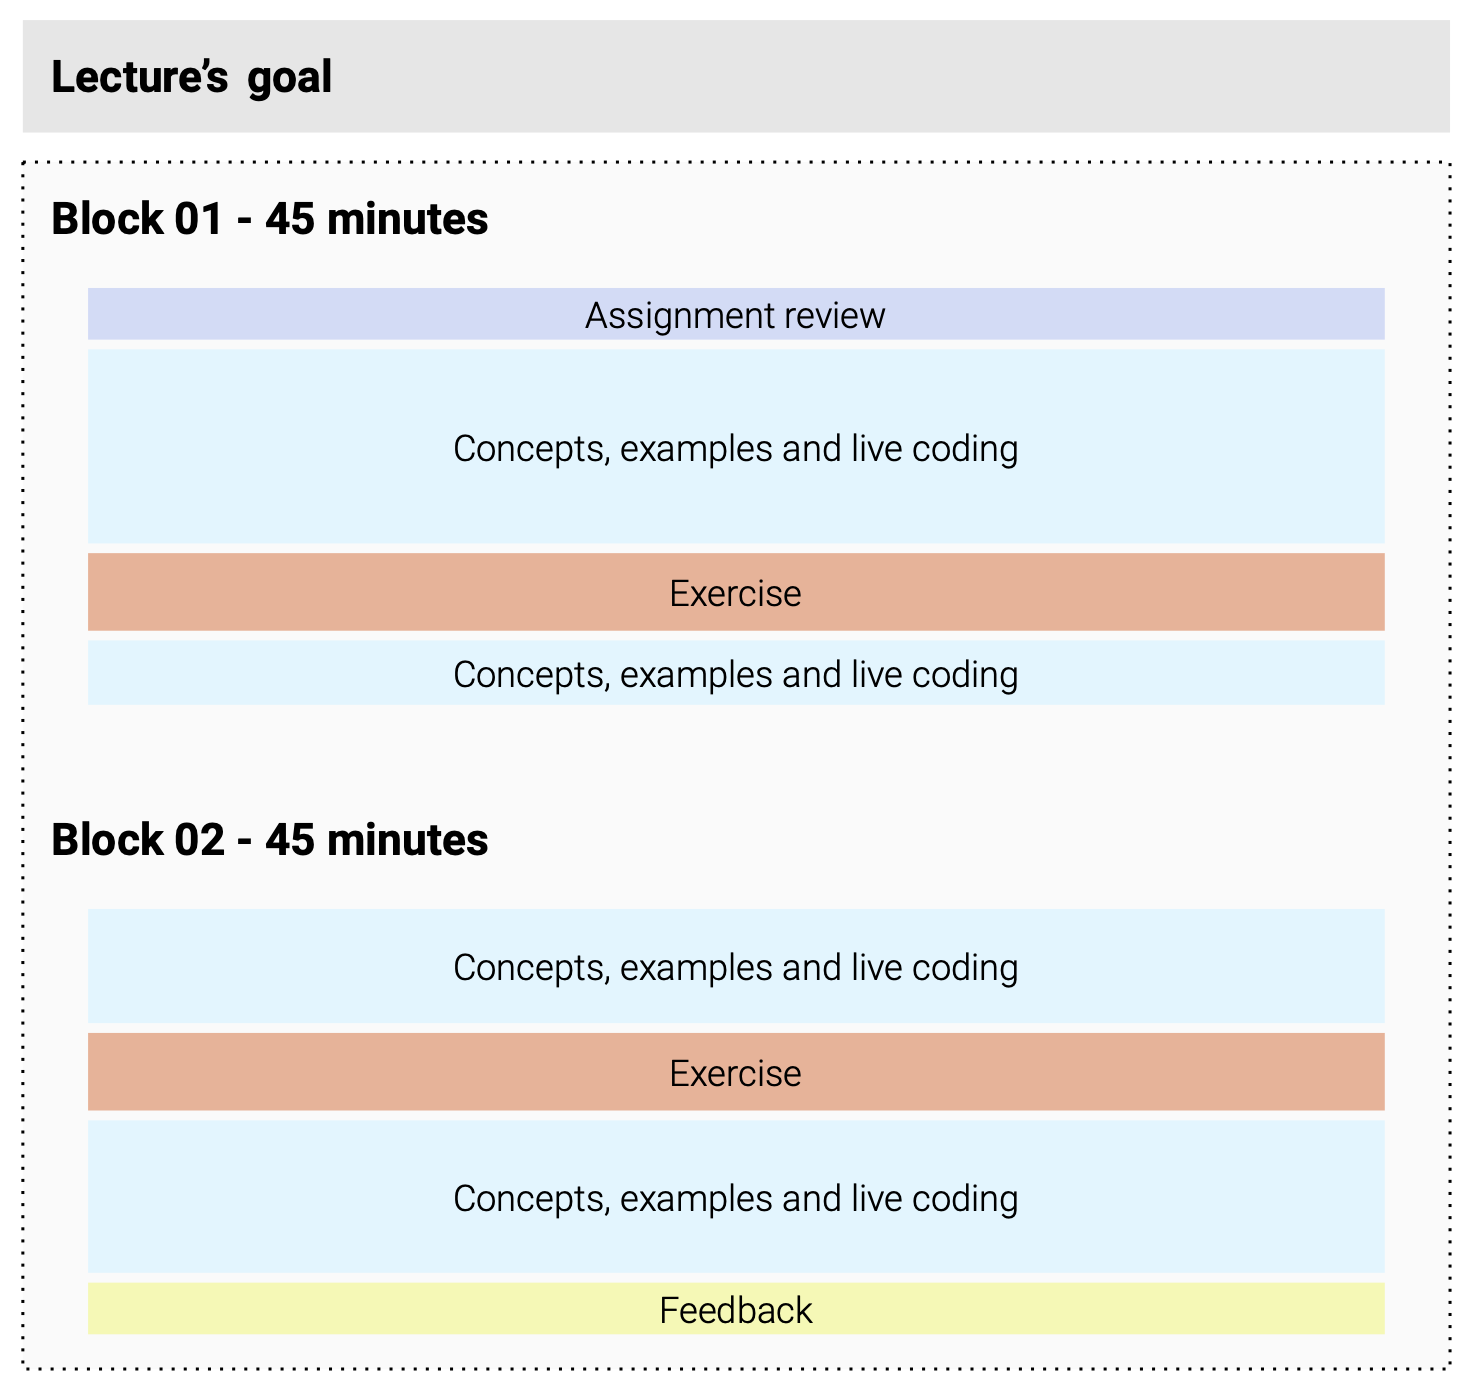 Lecture’s goal
Block 01 - 45 minutes
Assignment review
Concepts, examples and live coding
Exercise
Concepts, examples and live coding
Block 02 - 45 minutes
Concepts, examples and live coding
Exercise
Concepts, examples and live coding
Feedback